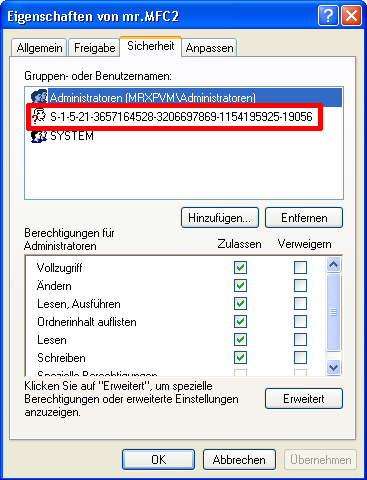 Eigenschaften von mr.MFC2
Allgemein Freigabe Sicherheit Anpassen
Gruppen- oder Benutzernamen:
Administratoren (MRXPVM\Administratoren)
S-1-5-21-3657164528-3206697869-1154195925-19056
SYSTEM
Hinzufügen... Entfernen
Berechtigungen für
Administratoren Zulassen Verweigern
Vollzugriff
Ändern
Lesen, Ausführen
Ordnerinhalt auflisten
Lesen
Schreiben
Spezielle Berechtigungen
Klicken Sie auf "Erweitert", um spezielle
Berechtigungen oder erweiterte Einstellungen
anzuzeigen.
Erweitert
OK Abbrechen Übernehmen